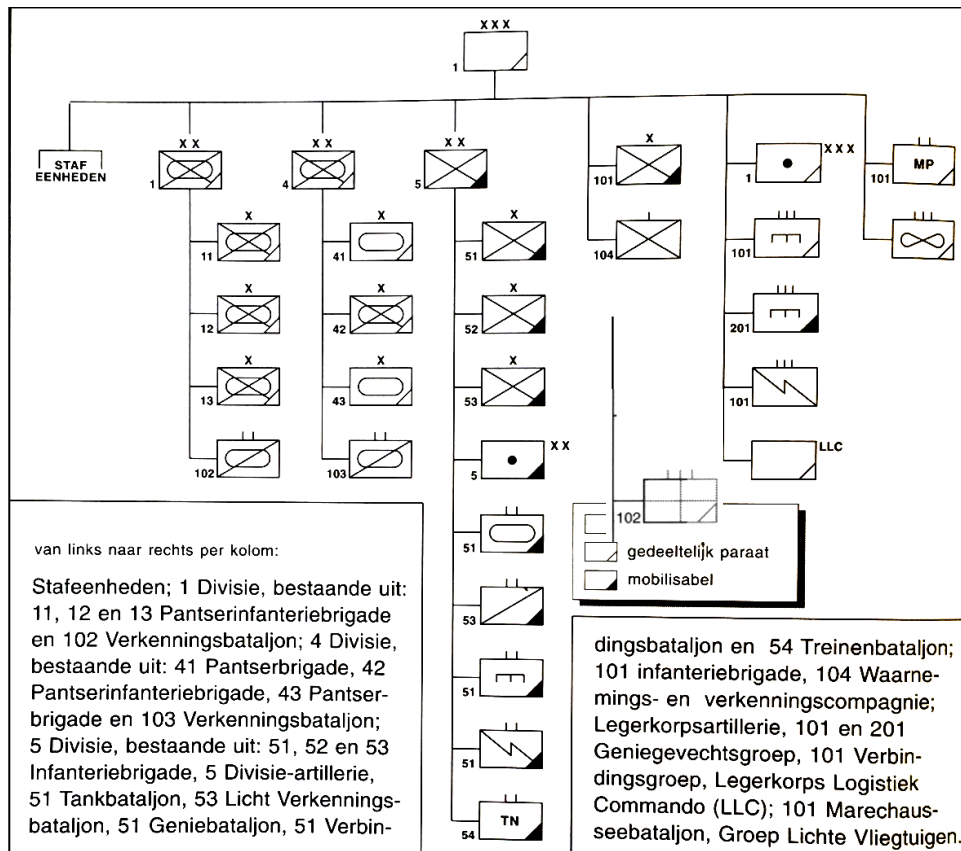 XXX
1
STAF
EENHEDEN
XX
1
XX
4
XX
5
X
101
XXX
1
MP
101
X
11
X
41
X
51
104
101
X
12
X
42
X
52
201
X
13
43
X
53
101
102
103
XX
5
LLC
51
102
53
51
51
TN
54
gedeeltelijk paraat
mobilisabel
van links naar rechts per kolom:
Stafeenheden; 1 Divisie, bestaande uit:
11, 12 en 13 Pantserinfanteriebrigade
en 102 Verkenningsbataljon; 4 Divisie,
bestaande uit: 41 Pantserbrigade, 42
Pantserinfanteriebrigade, 43 Pantser-
brigade en 103 Verkenningsbataljon;
5 Divisie, bestaande uit: 51, 52 en 53
Infanteriebrigade, 5 Divisie-artillerie,
51 Tankbataljon, 53 Licht Verkennings-
bataljon, 51 Geniebataljon, 51 Verbin-
dingsbataljon en 54 Treinenbataljon;
101 infanteriebrigade, 104 Waarne-
mings- en verkenningscompagnie;
Legerkorpsartillerie, 101 en 201
Geniegevechtsgroep, 101 Verbin-
dingsgroep, Legerkorps Logistiek
Commando (LLC); 101 Marechaus-
seebataljon, Groep Lichte Vliegtuigen.